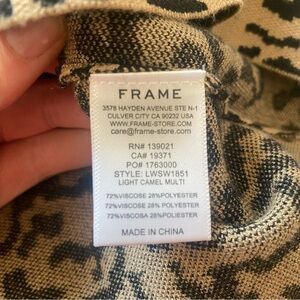 FRAME
3578 HAYDEN AVENUE STE N-1
CULVER CITY CA 90232 USA
WWW.FRAME-STORE.COM
care@frame-store.com
RN# 139021
CA# 19371
PO# 1763000
STYLE: LWSW1851
LIGHT CAMEL MULTI
72%VISCOSE 28%POLYESTER
72%VISCOSE 28% POLYESTER
72%VISCOSA 28%POLIESTER
MADE IN CHINA